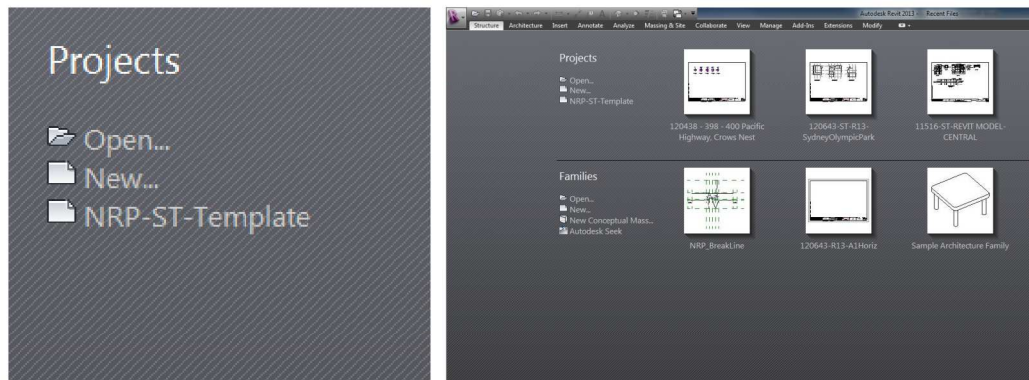 Projects
Open...
New...
NRP-ST-Template
Autodesk Revit 2013 - Recent Files
Structure Architecture Insert Annotate Analyze Massing & Site Collaborate View Manage Add-Ins Extensions Modify
Projects
Open...
New...
NRP-ST-Template
120438 - 398 - 400 Pacific
Highway, Crows Nest
120643-ST-R13-
SydneyOlympicPark
11516-ST-REVIT MODEL-
CENTRAL
Families
Open...
New...
New Conceptual Mass...
Autodesk Seek
NRP_BreakLine
120643-R13-A1Horiz
Sample Architecture Family